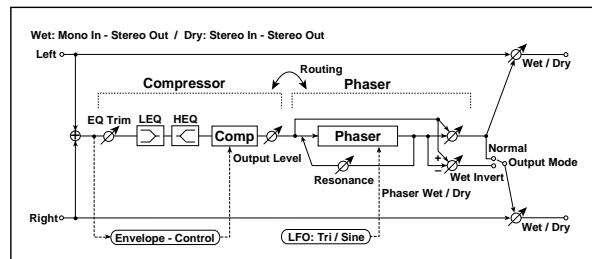 Wet: Mono In - Stereo Out / Dry: Stereo In - Stereo Out
Left
Wet / Dry
Routing
Compressor
Phaser
EQ Trim
LEQ
HEQ
Comp
Phaser
Output Level
Normal
Output Mode
+
−
Wet Invert
Resonance
Phaser Wet / Dry
Right
Envelope - Control
LFO: Tri / Sine
Wet / Dry